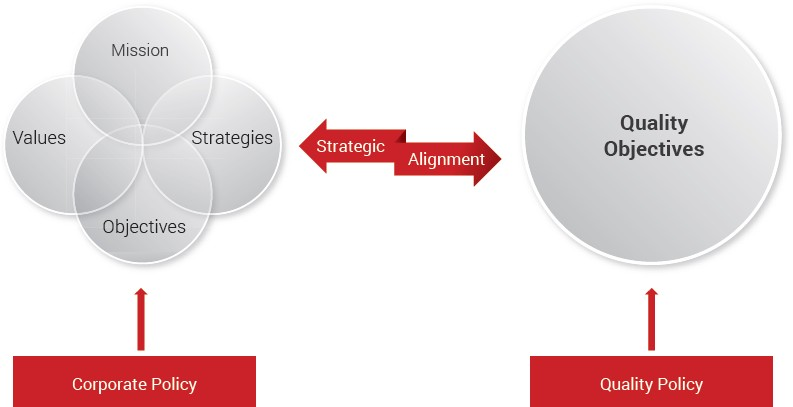 Mission
Values
Strategies
Objectives
Strategic
Alignment
Quality
Objectives
Corporate Policy
Quality Policy